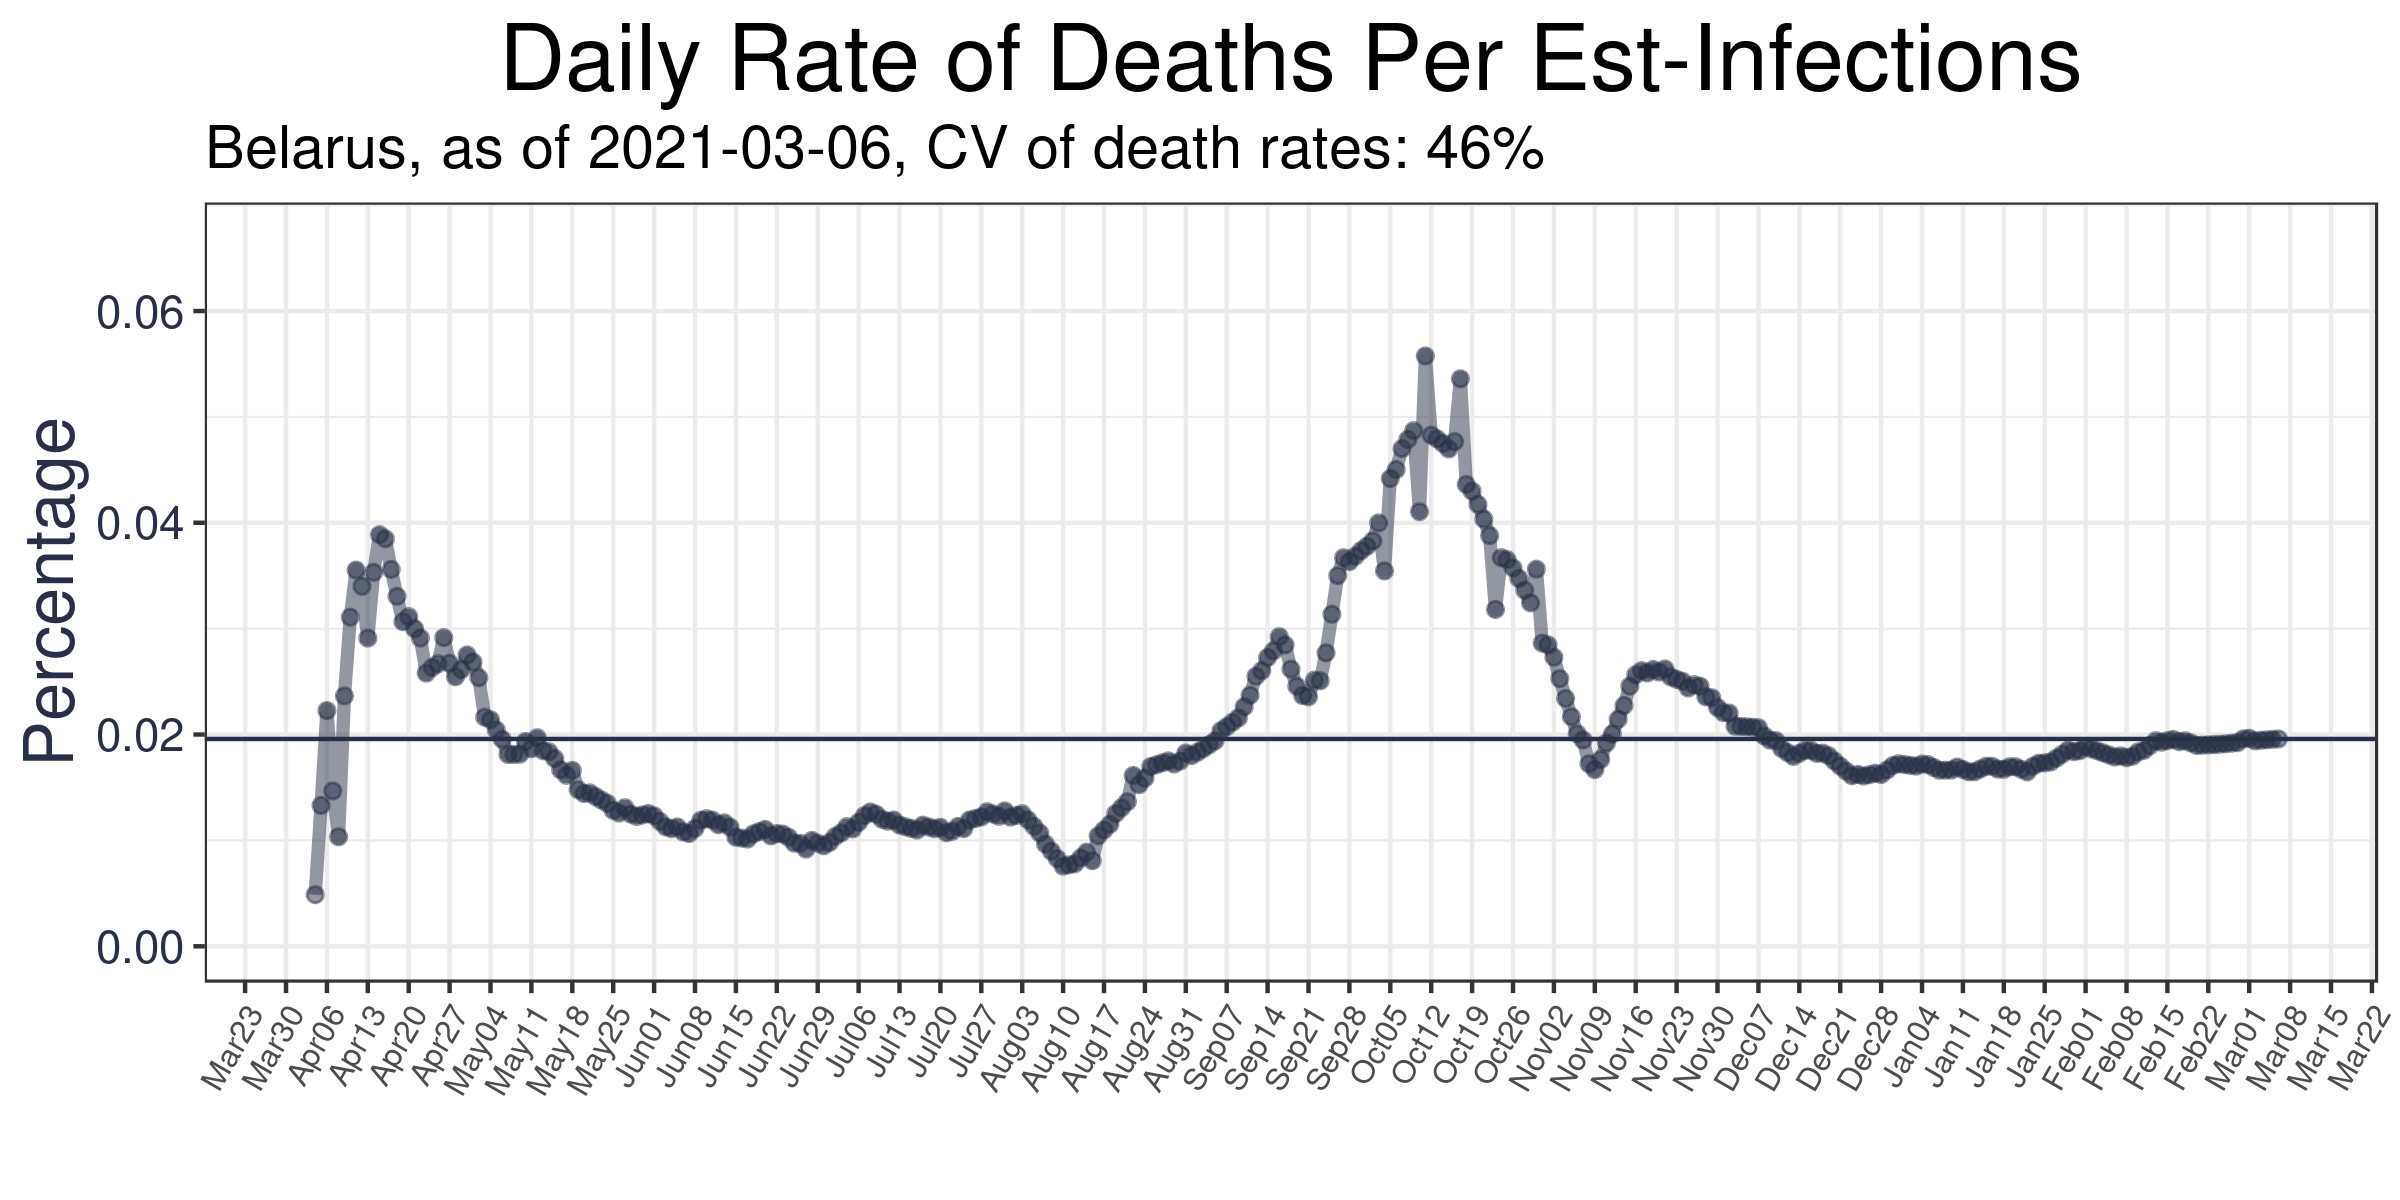 Daily Rate of Deaths Per Est-Infections
Belarus, as of 2021-03-06, CV of death rates: 46%
Percentage
0.06
0.04
0.02
0.00
Mar23
Mar30
Apr06
Apr13
Apr20
Apr27
May04
May11
May18
May25
Jun01
Jun08
Jun15
Jun22
Jun29
Jul06
Jul13
Jul20
Jul27
Aug03
Aug10
Aug17
Aug24
Aug31
Sep07
Sep14
Sep21
Sep28
Oct05
Oct12
Oct19
Oct26
Nov02
Nov09
Nov16
Nov23
Nov30
Dec07
Dec14
Dec21
Dec28
Jan04
Jan11
Jan18
Jan25
Feb01
Feb08
Feb15
Feb22
Mar01
Mar08
Mar15
Mar22